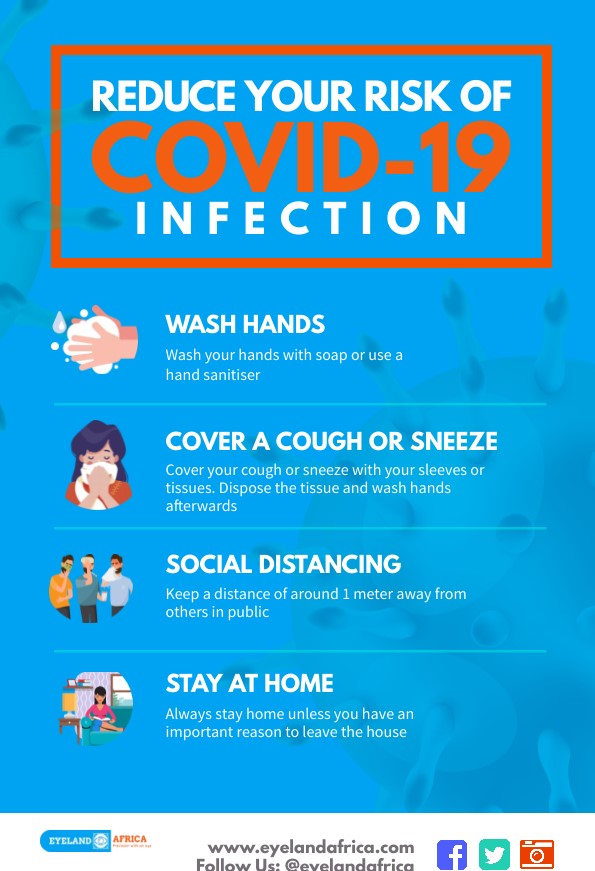 REDUCE YOUR RISK OF
COVID-19
INFECTION
WASH HANDS
Wash your hands with soap or use a
hand sanitiser
COVER A COUGH OR SNEEZE
Cover your cough or sneeze with your sleeves or
tissues. Dispose the tissue and wash hands
afterwards
SOCIAL DISTANCING
Keep a distance of around 1 meter away from
others in public
STAY AT HOME
Always stay home unless you have an
important reason to leave the house
EYELAND AFRICA
www.eyelandafrica.com
Follow Us: @eyelandafrica